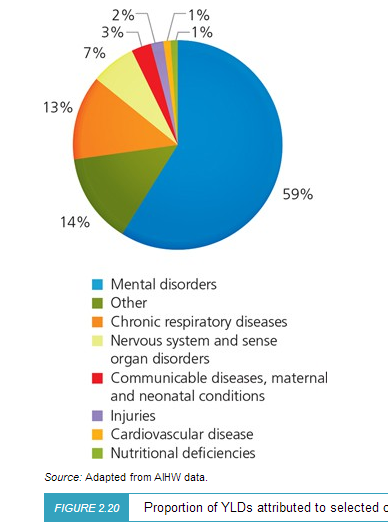 2%
1%
3%
1%
7%
13%
59%
14%
Mental disorders
Other
Chronic respiratory diseases
Nervous system and sense
organ disorders
Communicable diseases, maternal
and neonatal conditions
Injuries
Cardiovascular disease
Nutritional deficiencies
Source: Adapted from AIHW data.
FIGURE 2.20 Proportion of YLDs attributed to selected